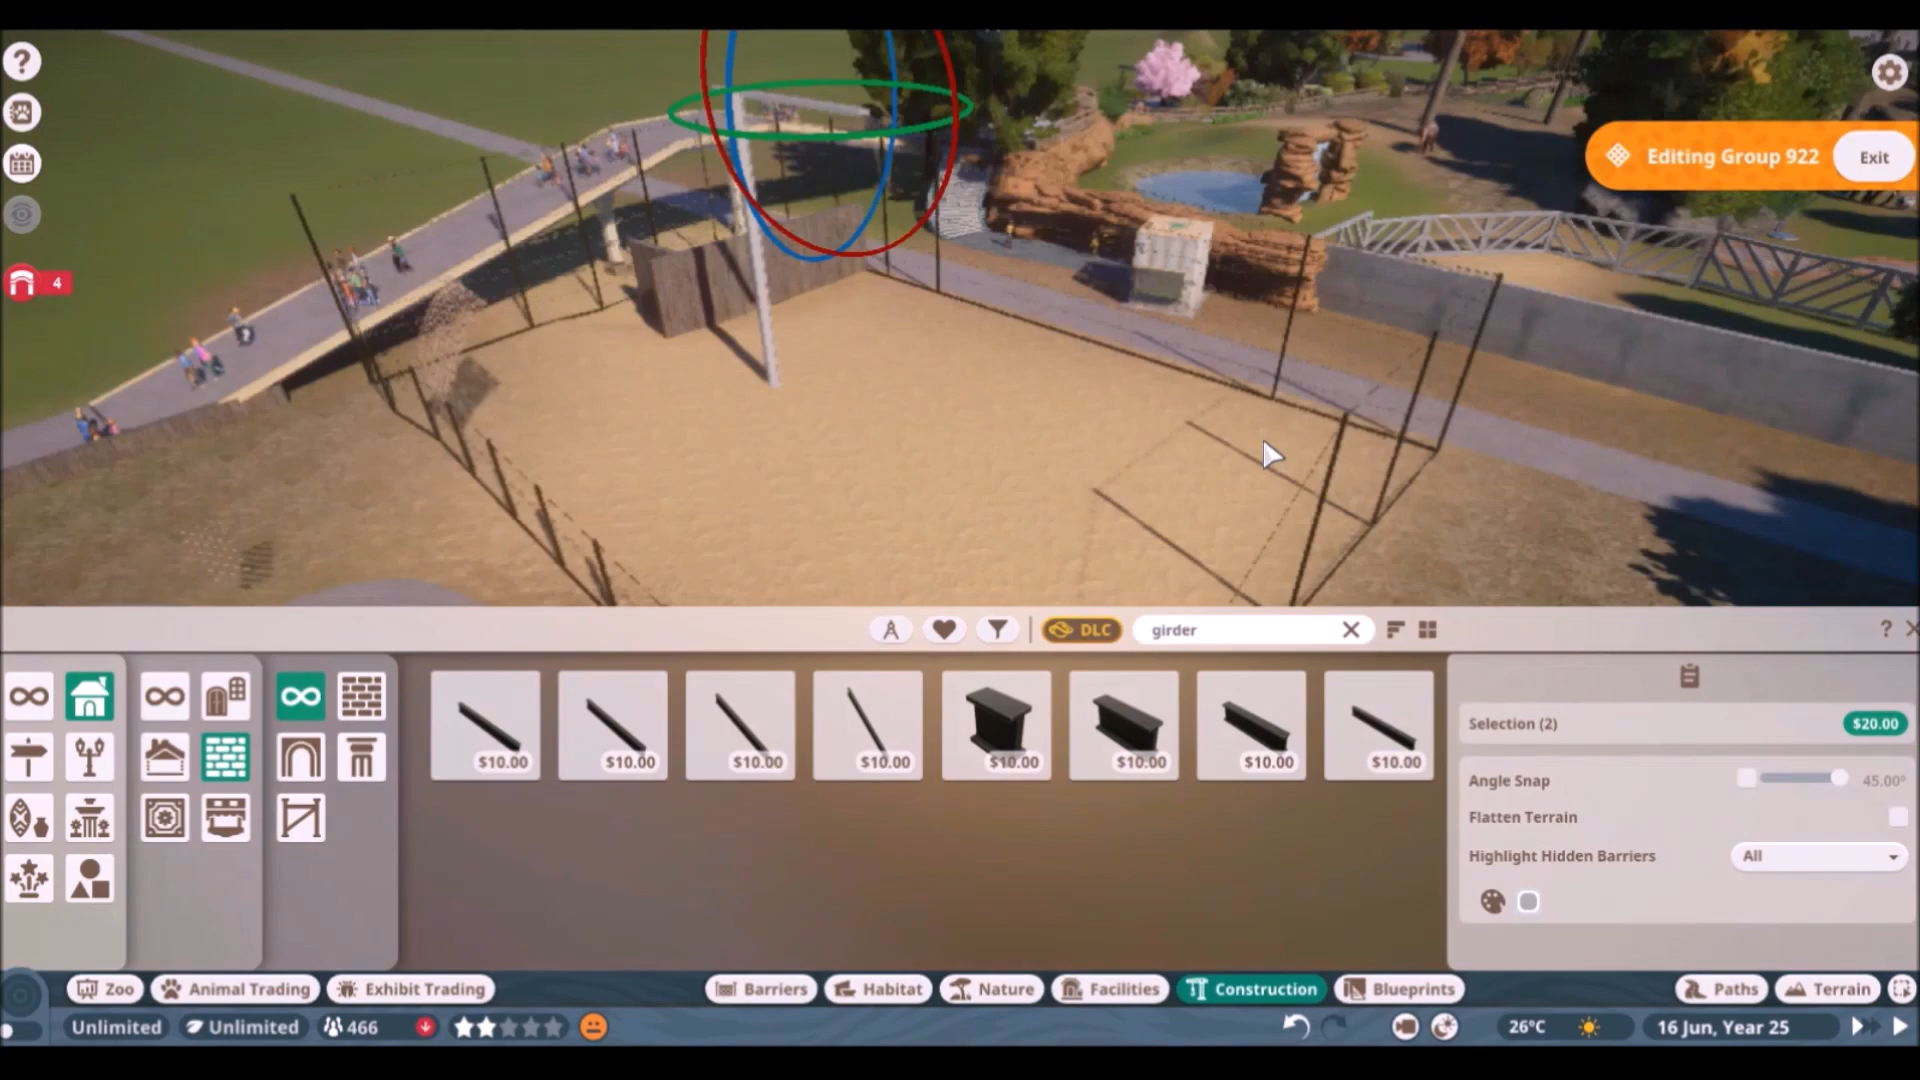 ?
Editing Group 922
Exit
4
DLC
girder
?
$10.00
$10.00
$10.00
$10.00
$10.00
$10.00
$10.00
$10.00
Selection (2)
$20.00
Angle Snap
45.00°
Flatten Terrain
Highlight Hidden Barriers
All
Zoo
Animal Trading
Exhibit Trading
Barriers
Habitat
Nature
Facilities
Construction
Blueprints
Paths
Terrain
Unlimited
Unlimited
466
26°C
16 Jun, Year 25